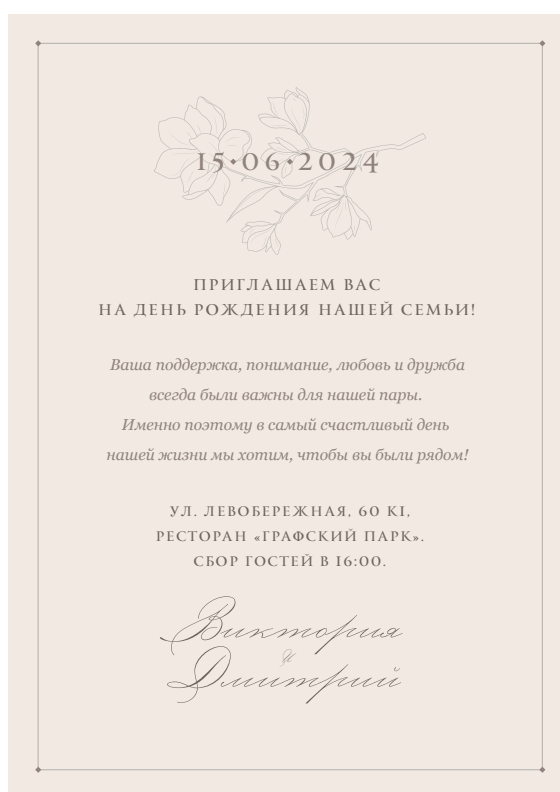 15•06•2024
ПРИГЛАШАЕМ ВАС
НА ДЕНЬ РОЖДЕНИЯ НАШЕЙ СЕМЬИ!
Ваша поддержка, понимание, любовь и дружба
всегда были важны для нашей пары.
Именно поэтому в самый счастливый день
нашей жизни мы хотим, чтобы вы были рядом!
УЛ. ЛЕВОБЕРЕЖНАЯ, 60 К1,
РЕСТОРАН «ГРАФСКИЙ ПАРК».
СБОР ГОСТЕЙ В 16:00.
Виктория
и
Дмитрий